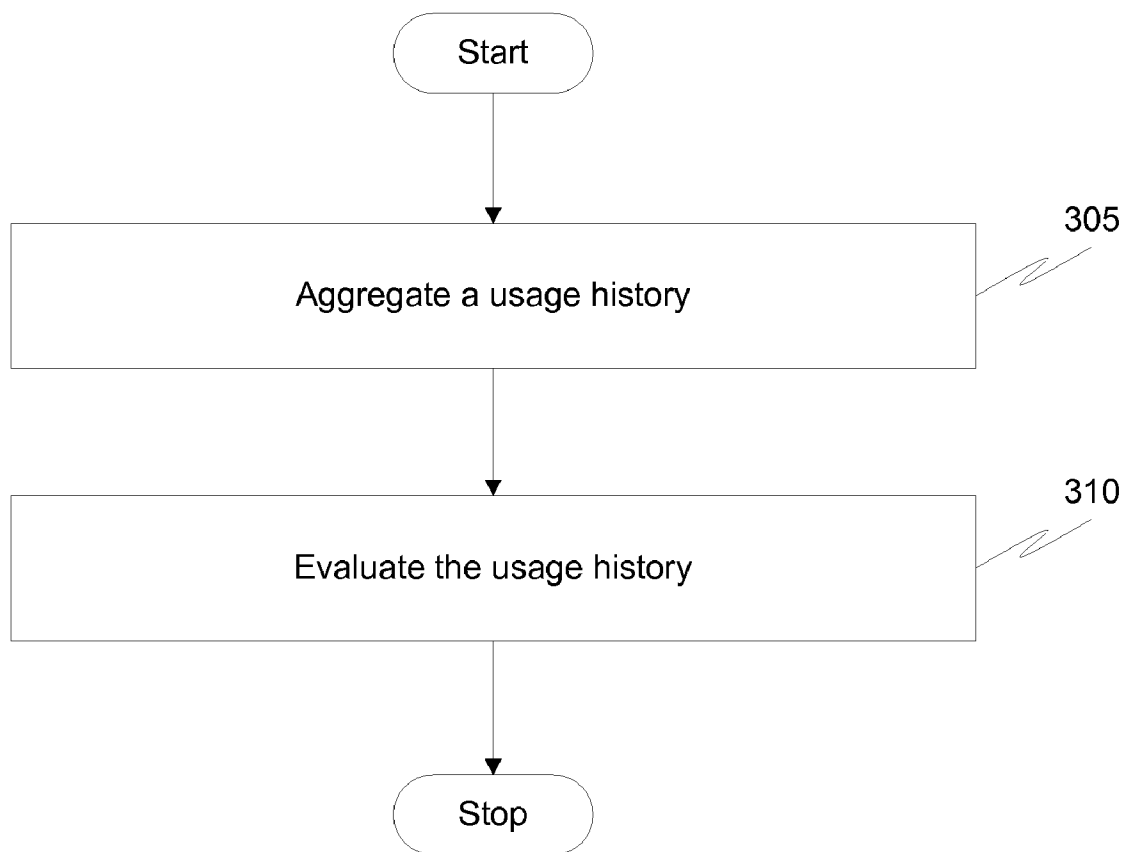 Start
305
Aggregate a usage history
310
Evaluate the usage history
Stop